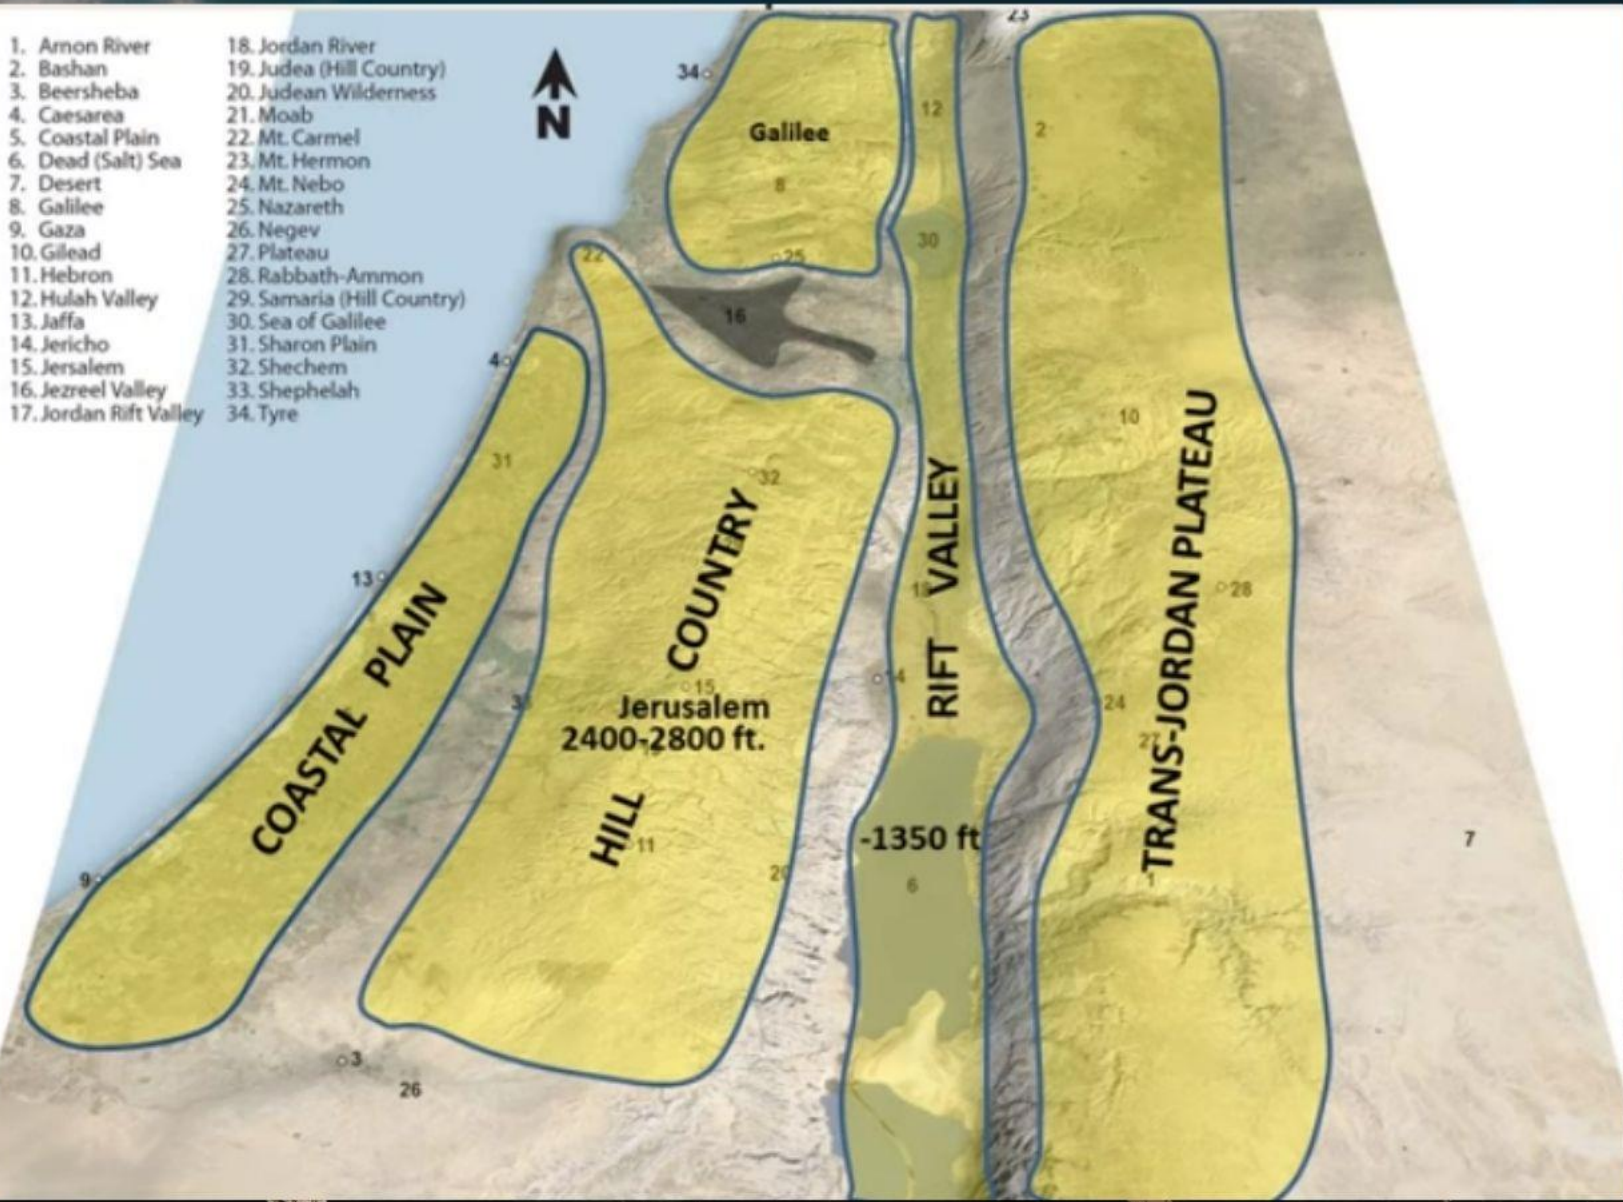 1. Arnon River
2. Bashan
3. Beersheba
4. Caesarea
5. Coastal Plain
6. Dead (Salt) Sea
7. Desert
8. Galilee
9. Gaza
10. Gilead
11. Hebron
12. Hulah Valley
13. Jaffa
14. Jericho
15. Jersalem
16. Jezreel Valley
17. Jordan Rift Valley
18. Jordan River
19. Judea (Hill Country)
20. Judean Wilderness
21. Moab
22. Mt. Carmel
23. Mt. Hermon
24. Mt. Nebo
25. Nazareth
26. Negev
27. Plateau
28. Rabbath-Ammon
29. Samaria (Hill Country)
30. Sea of Galilee
31. Sharon Plain
32. Shechem
33. Shephelah
34. Tyre
N
23
34
12
2
Galilee
8
30
22
25
16
4
10
31
32
13
28
18
15
24
27
Jerusalem
2400-2800 ft.
COASTAL PLAIN
HILL COUNTRY
RIFT VALLEY
TRANS-JORDAN PLATEAU
-1350 ft
11
20
9
6
1
7
3
26